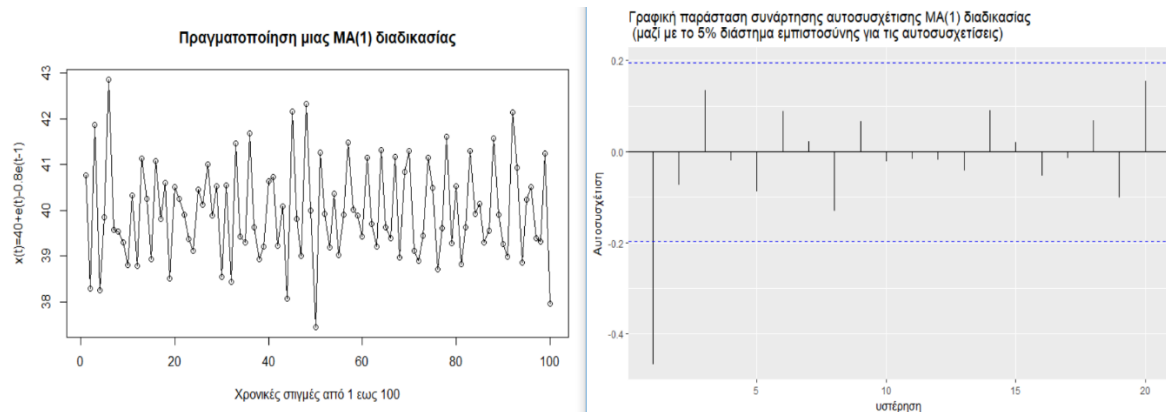 Πραγματοποίηση μιας MA(1) διαδικασίας
x(t)=40+e(t)-0.8e(t-1)
43
42
41
40
39
38
0 20 40 60 80 100
Χρονικές στιγμές από 1 εως 100
Γραφική παράσταση συνάρτησης αυτοσυσχέτισης MA(1) διαδικασίας
(μαζί με το 5% διάστημα εμπιστοσύνης για τις αυτοσυσχετίσεις)
Αυτοσυσχέτιση
0.2
0.0
-0.2
-0.4
5 10 15 20
υστέρηση